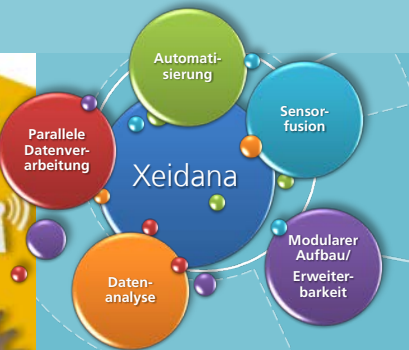 Automati-
sierung
Sensor-
fusion
Parallele
Datenver-
arbeitung
Xeidana
Modularer
Aufbau/
Erweiter-
barkeit
Daten-
analyse